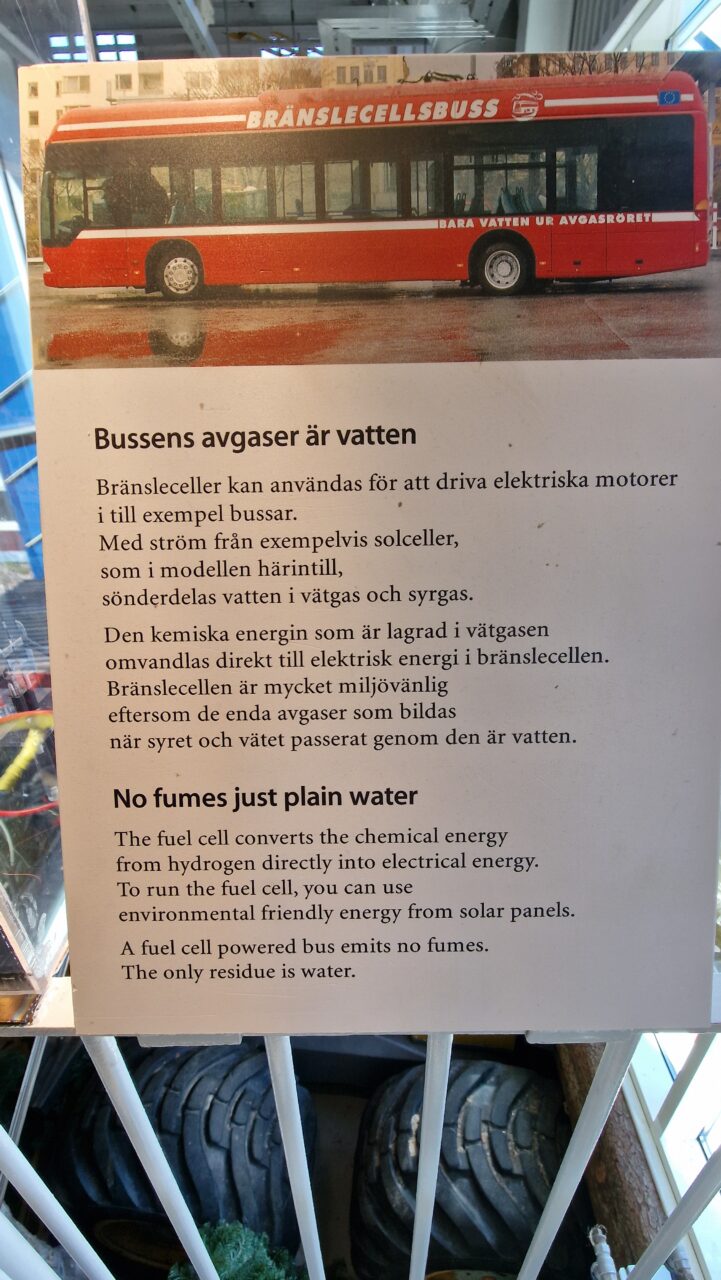 BRÄNSLECELLSBUSS
BARA VATTEN UR AVGASRÖRET!
Bussens avgaser är vatten
Bränsleceller kan användas för att driva elektriska motorer
i till exempel bussar.
Med ström från exempelvis solceller,
som i modellen härintill,
sönderdelas vatten i vätgas och syrgas.
Den kemiska energin som är lagrad i vätgasen
omvandlas direkt till elektrisk energi i bränslecellen.
Bränslecellen är mycket miljövänlig
eftersom de enda avgaser som bildas
när syret och vätet passerat genom den är vatten.
No fumes just plain water
The fuel cell converts the chemical energy
from hydrogen directly into electrical energy.
To run the fuel cell, you can use
environmental friendly energy from solar panels.
A fuel cell powered bus emits no fumes.
The only residue is water.